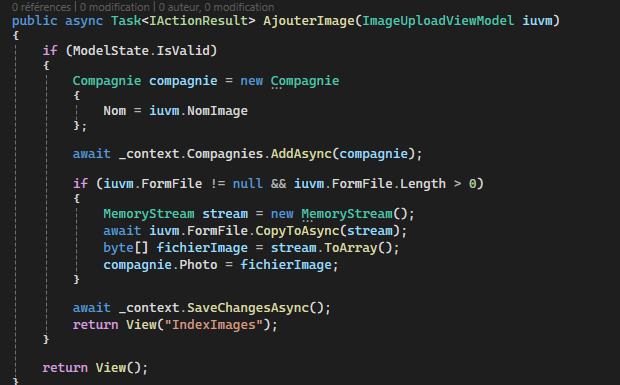 0 références | 0 modification | 0 auteur, 0 modification
public async Task<IActionResult> AjouterImage(ImageUploadViewModel iuvm)
{
if (ModelState.IsValid)
{
Compagnie compagnie = new Compagnie
{
Nom = iuvm.NomImage
};
await _context.Compagnies.AddAsync(compagnie);
if (iuvm.FormFile != null && iuvm.FormFile.Length > 0)
{
MemoryStream stream = new MemoryStream();
await iuvm.FormFile.CopyToAsync(stream);
byte[] fichierImage = stream.ToArray();
compagnie.Photo = fichierImage;
}
await _context.SaveChangesAsync();
return View("IndexImages");
}
return View();
}